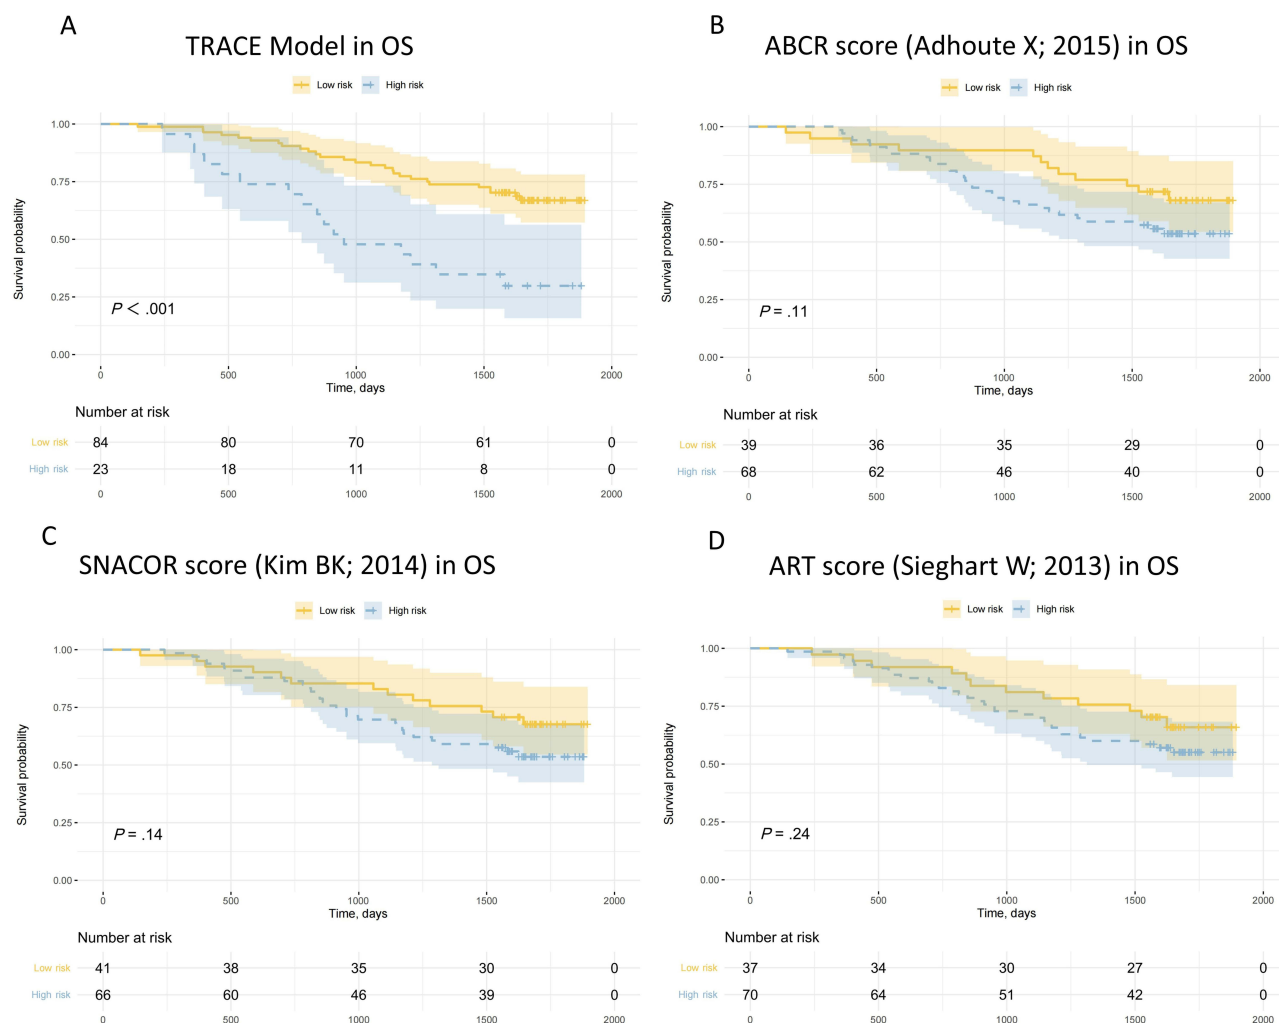 A
TRACE Model in OS
Low risk High risk
Survival probability
1.00
0.75
0.50
0.25
0.00
P < .001
0 500 1000 1500 2000
Time, days
Number at risk
Low risk 84 80 70 61 0
High risk 23 18 11 8 0
0 500 1000 1500 2000
B
ABCR score (Adhoute X; 2015) in OS
Low risk High risk
Survival probability
1.00
0.75
0.50
0.25
0.00
P = .11
0 500 1000 1500 2000
Time, days
Number at risk
Low risk 39 36 35 29 0
High risk 68 62 46 40 0
0 500 1000 1500 2000
C
SNACOR score (Kim BK; 2014) in OS
Low risk High risk
Survival probability
1.00
0.75
0.50
0.25
0.00
P = .14
0 500 1000 1500 2000
Time, days
Number at risk
Low risk 41 38 35 30 0
High risk 66 60 46 39 0
0 500 1000 1500 2000
D
ART score (Sieghart W; 2013) in OS
Low risk High risk
Survival probability
1.00
0.75
0.50
0.25
0.00
P = .24
0 500 1000 1500 2000
Time, days
Number at risk
Low risk 37 34 30 27 0
High risk 70 64 51 42 0
0 500 1000 1500 2000